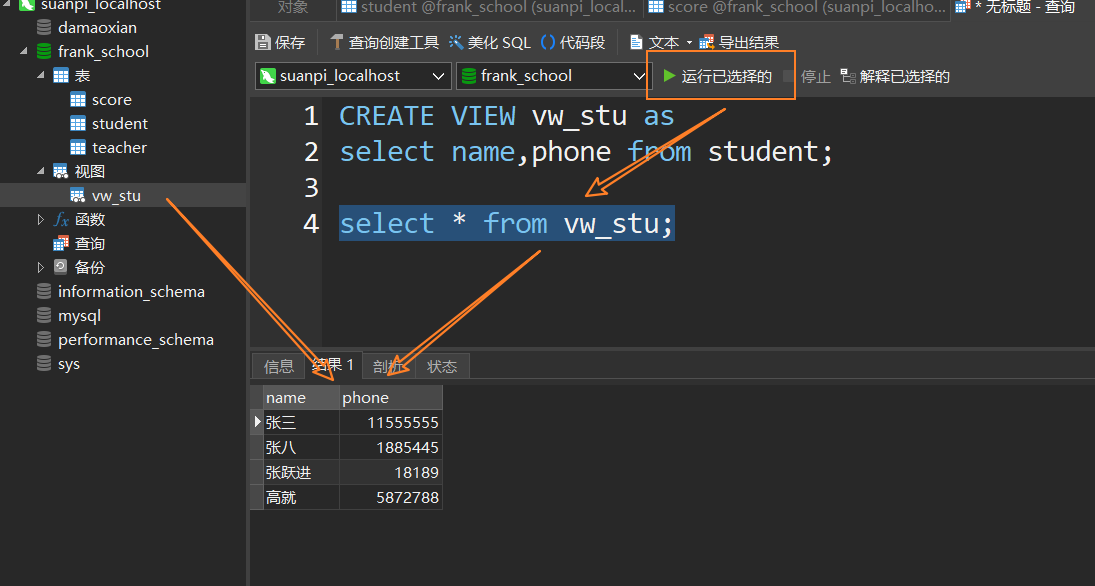 suanpi_localhost
damaoxian
frank_school
表
score
student
teacher
视图
vw_stu
fx 函数
查询
备份
information_schema
mysql
performance_schema
sys
对象 student @frank_school (suanpi_local... score @frank_school (suanpi_localho... * 无标题 - 查询
保存 查询创建工具 美化 SQL () 代码段 文本 导出结果
suanpi_localhost frank_school 运行已选择的 停止 解释已选择的
1 CREATE VIEW vw_stu as
2 select name,phone from student;
3
4 select * from vw_stu;
信息 结果 1 剖析 状态
name phone
张三 11555555
张八 1885445
张跃进 18189
高就 5872788